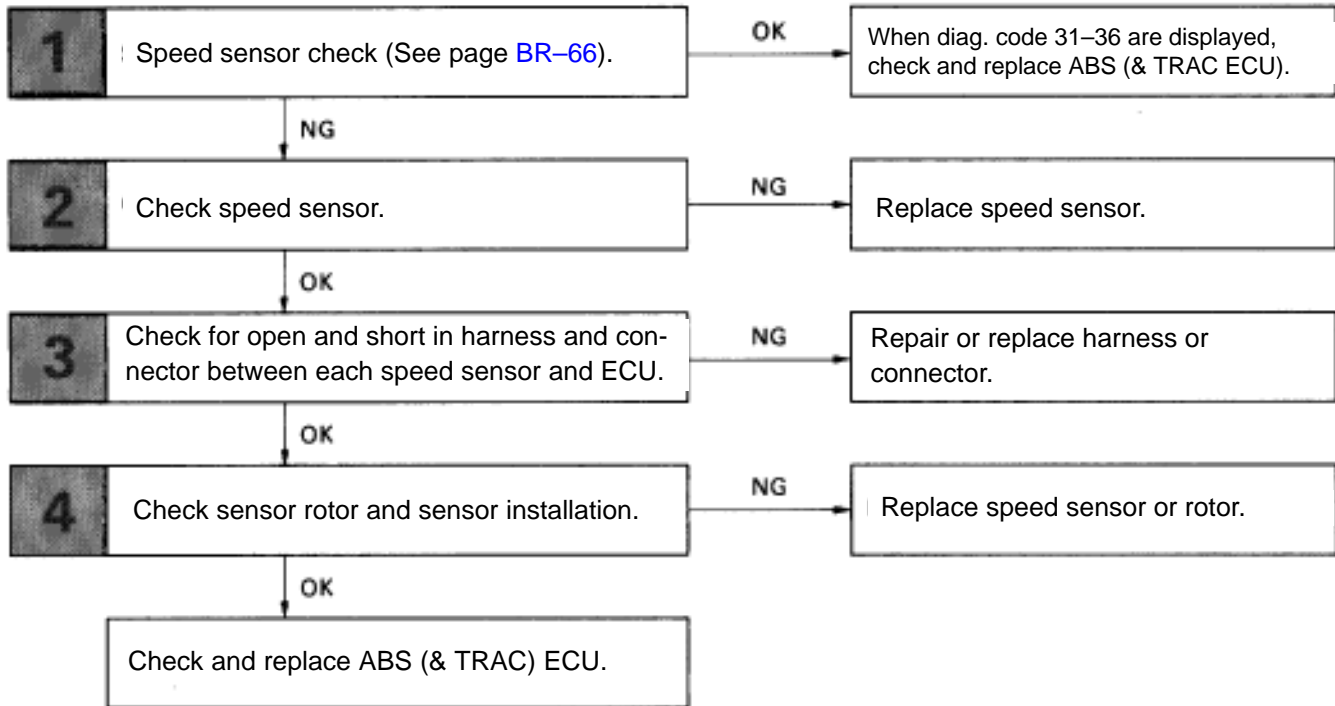 1
Speed sensor check (See page BR–66).
OK
When diag. code 31–36 are displayed,
check and replace ABS (& TRAC ECU).
NG
2
Check speed sensor.
NG
Replace speed sensor.
OK
3
Check for open and short in harness and con-
nector between each speed sensor and ECU.
NG
Repair or replace harness or
connector.
OK
4
Check sensor rotor and sensor installation.
NG
Replace speed sensor or rotor.
OK
Check and replace ABS (& TRAC) ECU.